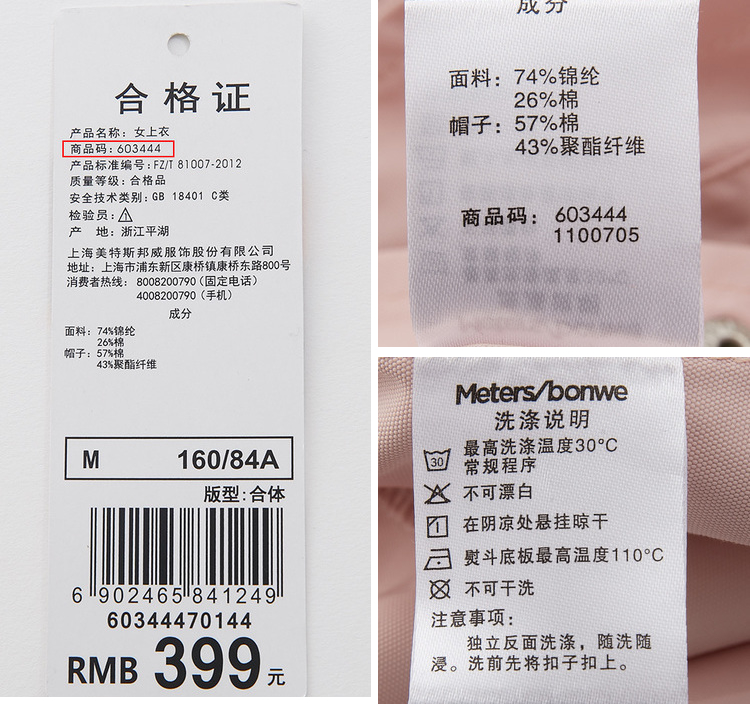 合格证
产品名称：女上衣
商品码：603444
产品标准编号：FZ/T 81007-2012
质量等级：合格品
安全技术类别：GB 18401 C类
检验员：
产 地：浙江平湖
上海美特斯邦威服饰股份有限公司
地址：上海市浦东新区康桥镇康桥东路800号
消费者热线：8008200790（固定电话）
4008200790（手机）
成分
面料：74%锦纶
26%棉
帽子：57%棉
43%聚酯纤维
M 160/84A
版型：合体
6 902465 841249
60344470144
RMB 399元
成分
面料：74%锦纶
26%棉
帽子：57%棉
43%聚酯纤维
商品码：603444
1100705
Meters/bonwe
洗涤说明
30 最高洗涤温度30°C
常规程序
不可漂白
在阴凉处悬挂晾干
熨斗底板最高温度110°C
不可干洗
注意事项：
独立反面洗涤，随洗随
浸。洗前先将扣子扣上。